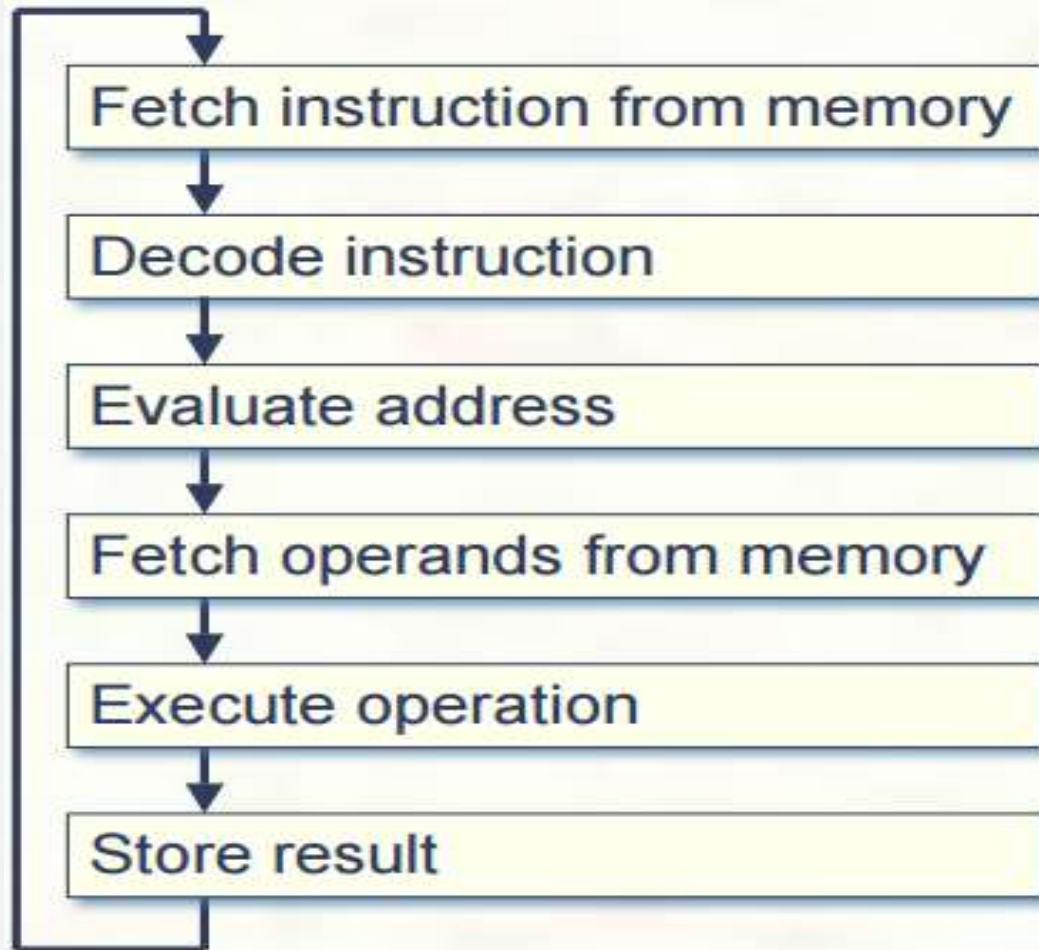 Fetch instruction from memory
Decode instruction
Evaluate address
Fetch operands from memory
Execute operation
Store result